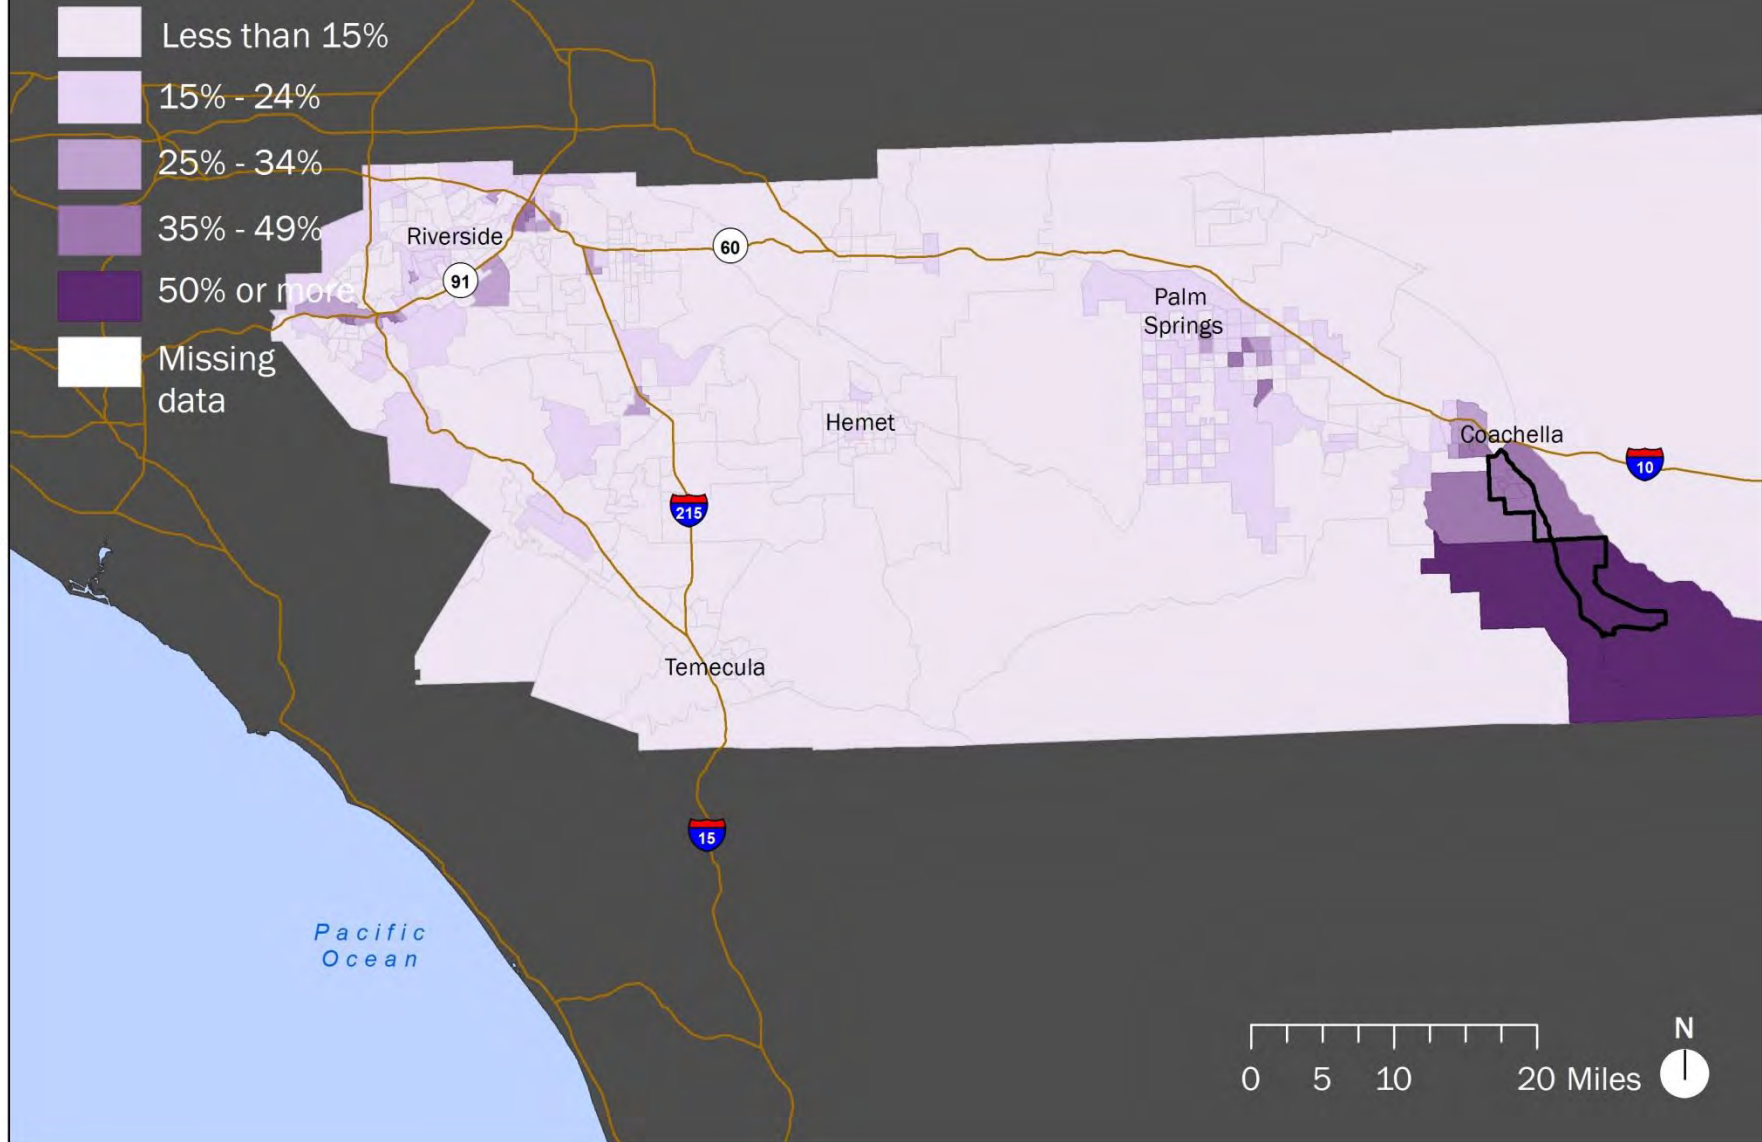 Less than 15%
15% - 24%
25% - 34%
35% - 49%
50% or more
Missing
data
Riverside
91
60
Palm
Springs
Hemet
Coachella
10
215
Temecula
15
Pacific
Ocean
N
0 5 10 20 Miles